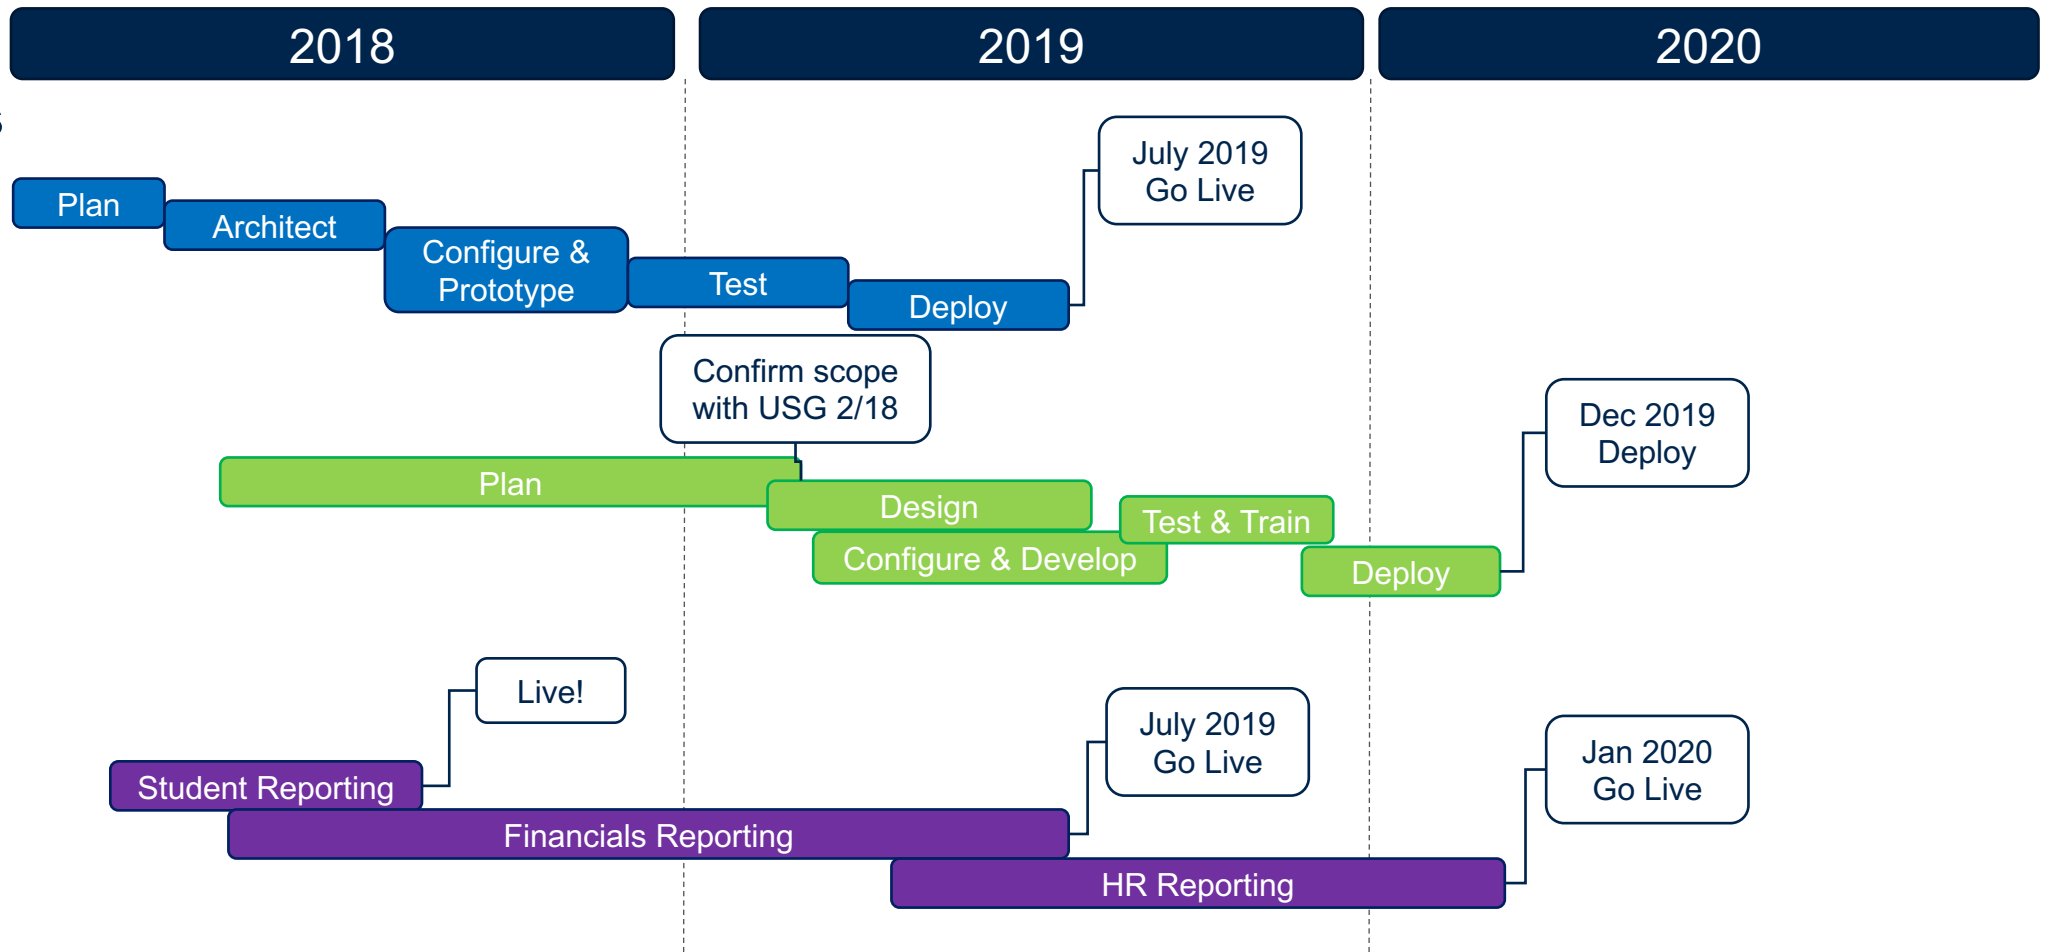 2018
2019
2020
July 2019
Go Live
Plan
Architect
Configure &
Prototype
Test
Deploy
Confirm scope
with USG 2/18
Dec 2019
Deploy
Plan
Design
Test & Train
Configure & Develop
Deploy
Live!
July 2019
Go Live
Jan 2020
Go Live
Student Reporting
Financials Reporting
HR Reporting